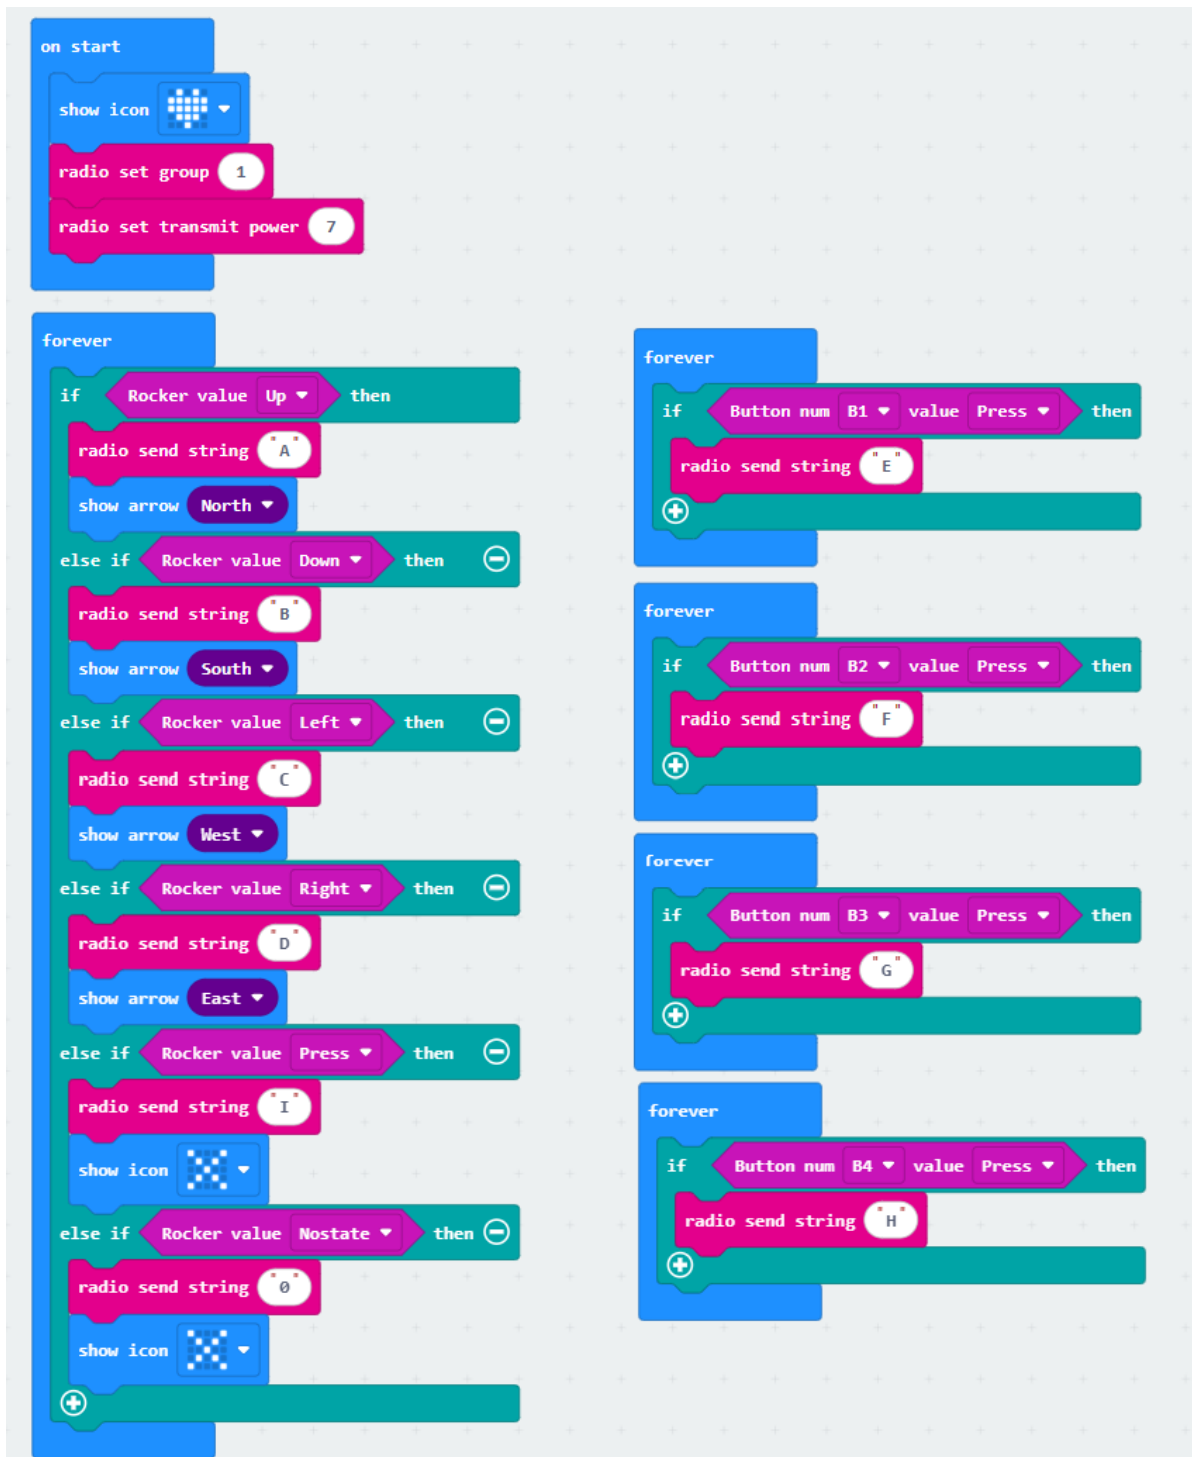 on start
show icon
radio set group 1
radio set transmit power 7
forever
if Rocker value Up then
radio send string "A"
show arrow North
else if Rocker value Down then
radio send string "B"
show arrow South
else if Rocker value Left then
radio send string "C"
show arrow West
else if Rocker value Right then
radio send string "D"
show arrow East
else if Rocker value Press then
radio send string "I"
show icon
else if Rocker value Nostate then
radio send string "0"
show icon
forever
if Button num B1 value Press then
radio send string "E"
forever
if Button num B2 value Press then
radio send string "F"
forever
if Button num B3 value Press then
radio send string "G"
forever
if Button num B4 value Press then
radio send string "H"